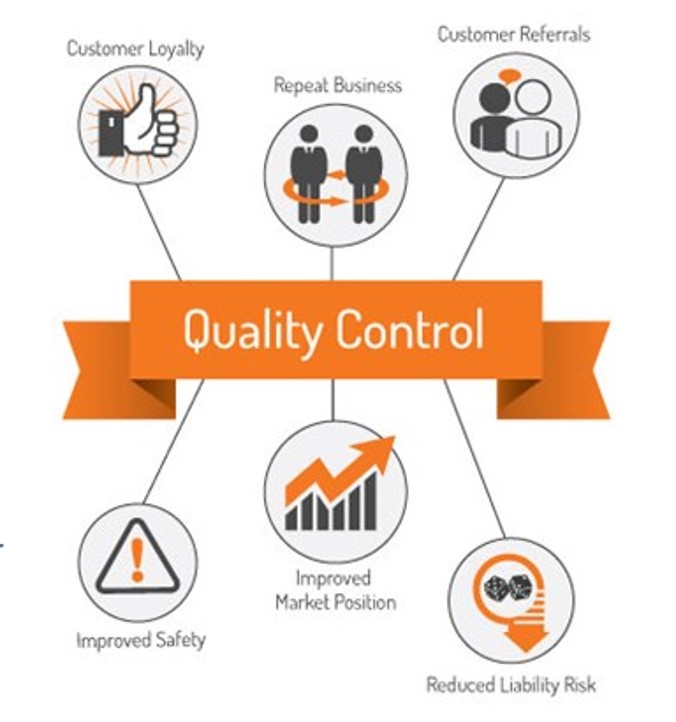 Customer Loyalty
Customer Referrals
Repeat Business
Quality Control
Improved Safety
Improved
Market Position
Reduced Liability Risk